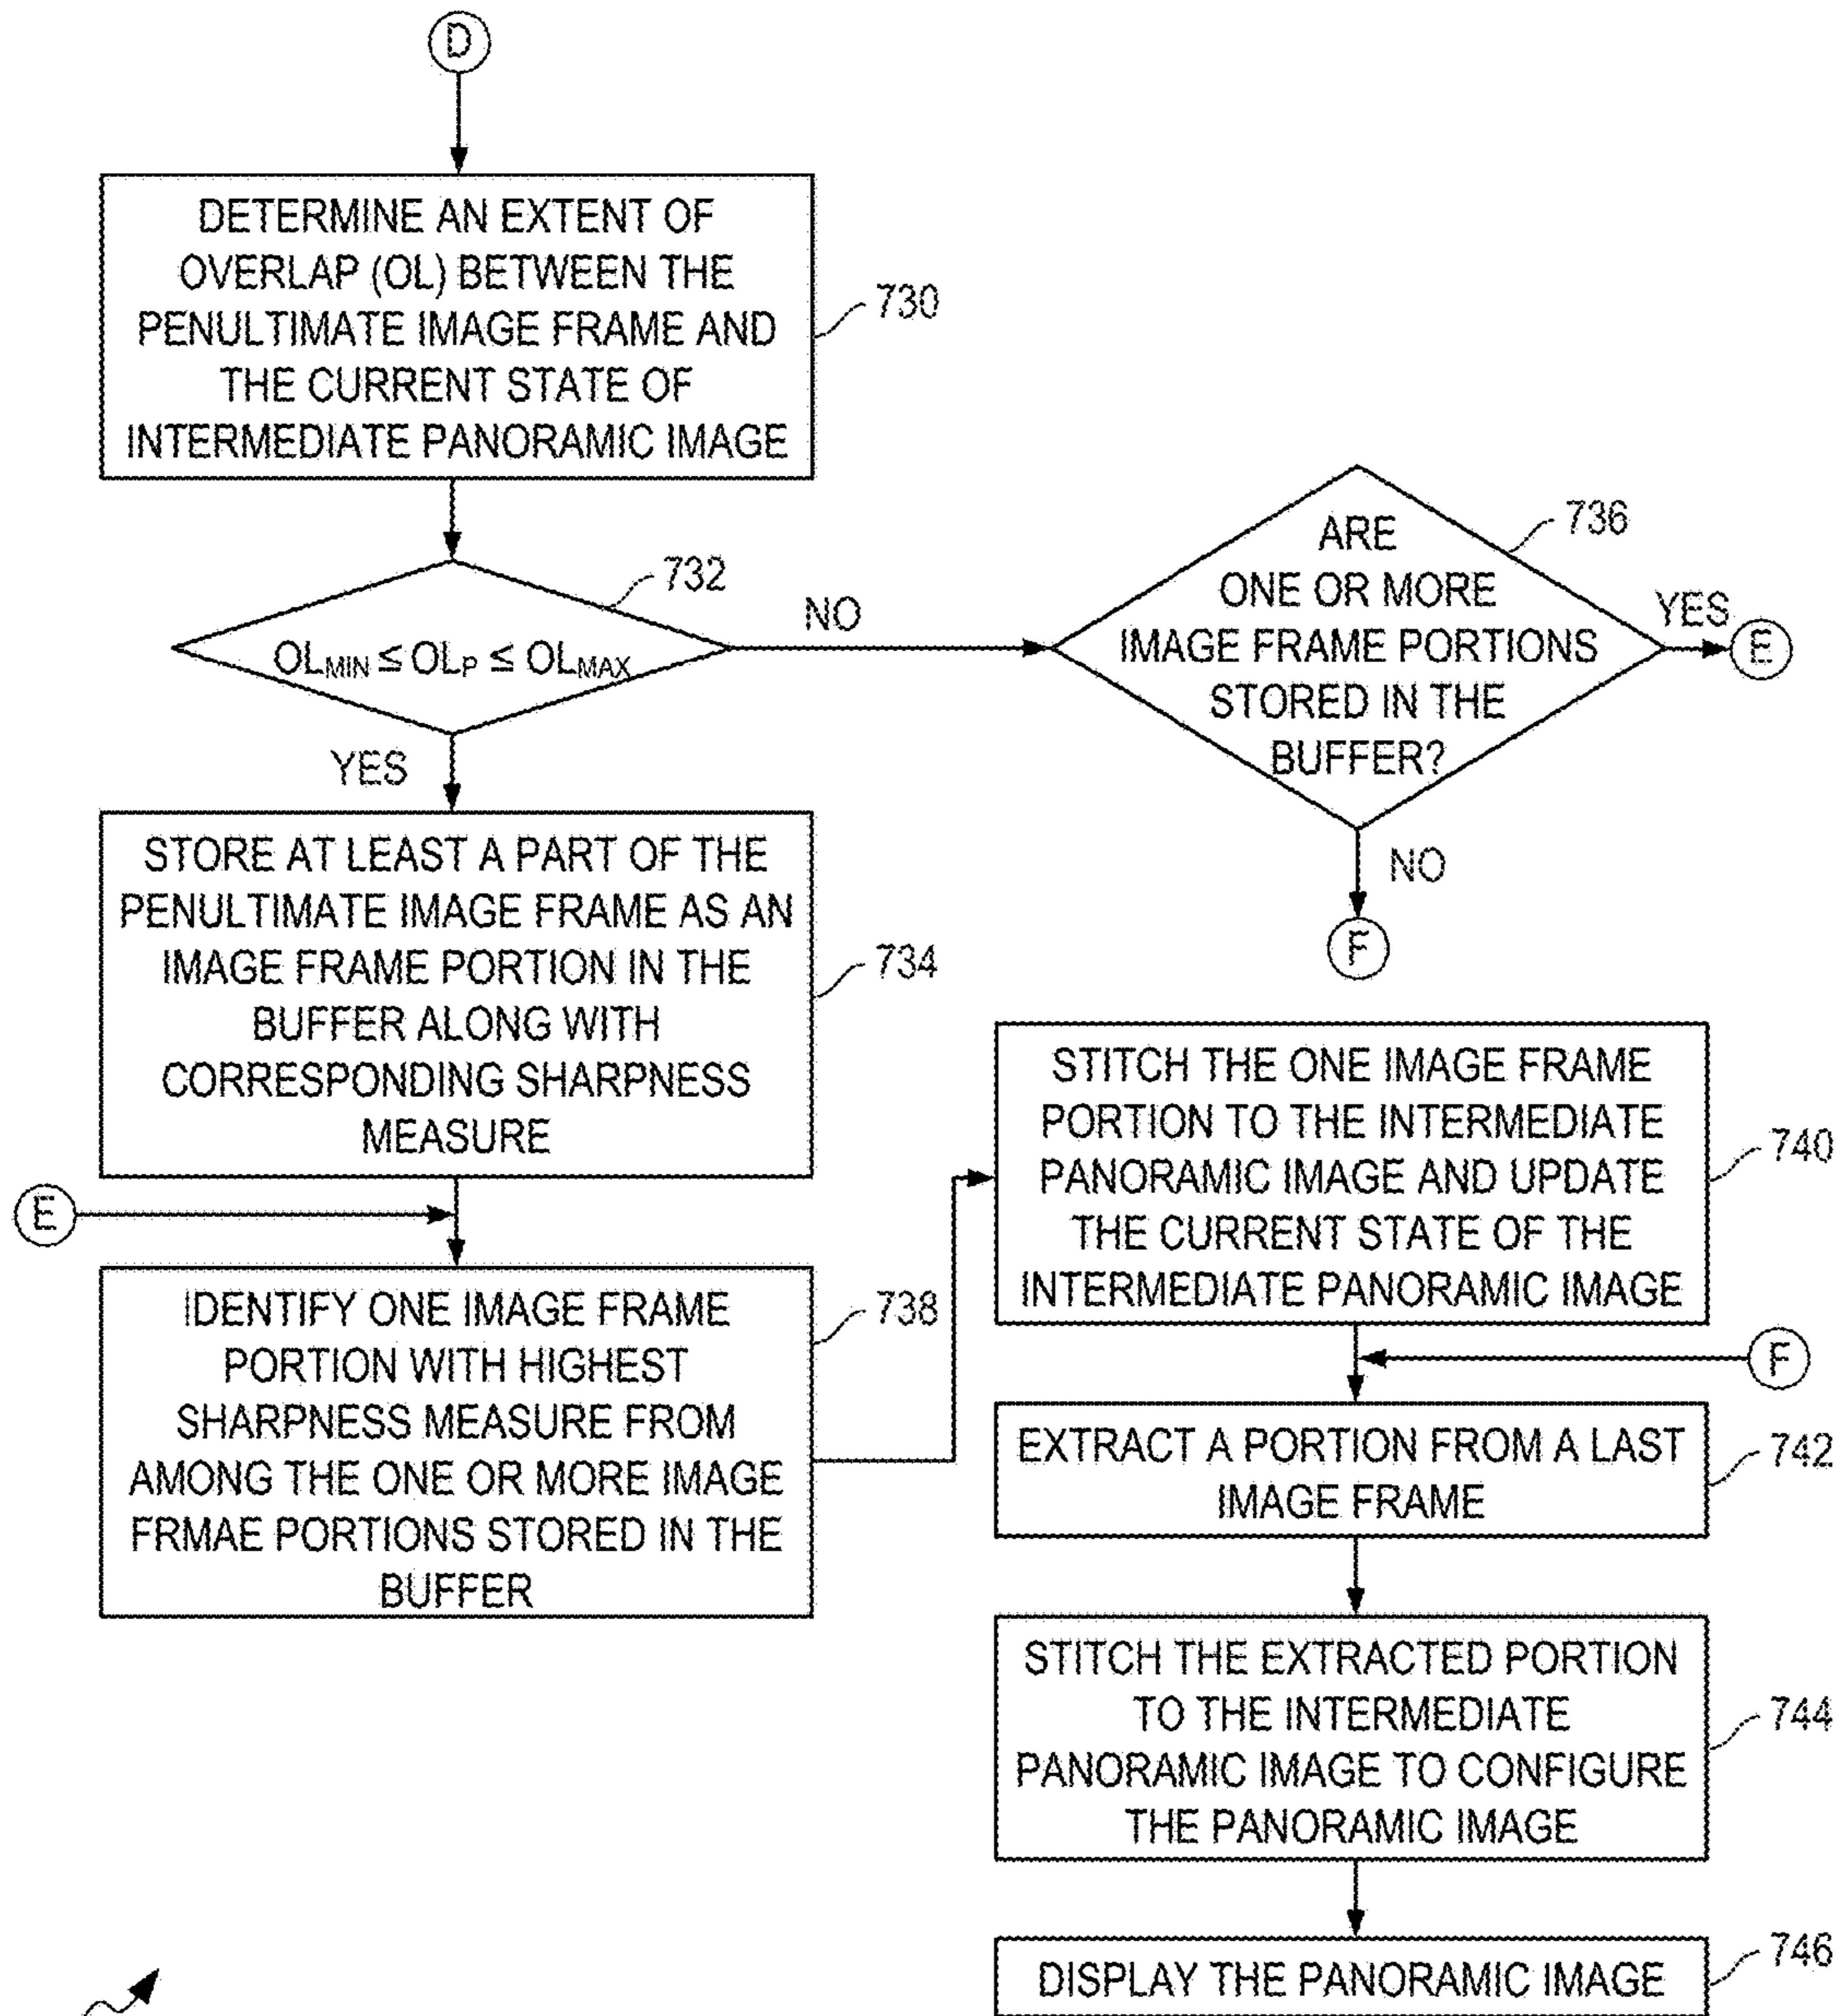 D
DETERMINE AN EXTENT OF
OVERLAP (OL) BETWEEN THE
PENULTIMATE IMAGE FRAME AND
THE CURRENT STATE OF
INTERMEDIATE PANORAMIC IMAGE
730
732
OLMIN ≤ OLP ≤ OLMAX
NO
YES
ARE
ONE OR MORE
IMAGE FRAME PORTIONS
STORED IN THE
BUFFER?
736
YES
E
NO
F
STORE AT LEAST A PART OF THE
PENULTIMATE IMAGE FRAME AS AN
IMAGE FRAME PORTION IN THE
BUFFER ALONG WITH
CORRESPONDING SHARPNESS
MEASURE
734
E
IDENTIFY ONE IMAGE FRAME
PORTION WITH HIGHEST
SHARPNESS MEASURE FROM
AMONG THE ONE OR MORE IMAGE
FRMAE PORTIONS STORED IN THE
BUFFER
738
STITCH THE ONE IMAGE FRAME
PORTION TO THE INTERMEDIATE
PANORAMIC IMAGE AND UPDATE
THE CURRENT STATE OF THE
INTERMEDIATE PANORAMIC IMAGE
740
F
EXTRACT A PORTION FROM A LAST
IMAGE FRAME
742
STITCH THE EXTRACTED PORTION
TO THE INTERMEDIATE
PANORAMIC IMAGE TO CONFIGURE
THE PANORAMIC IMAGE
744
DISPLAY THE PANORAMIC IMAGE
746